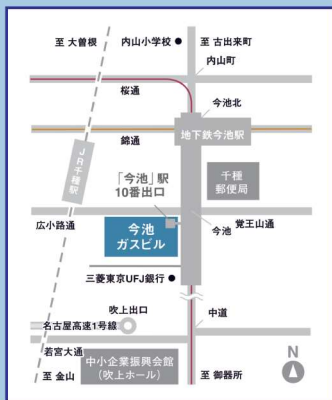 至 大曽根
内山小学校
至 古出来町
内山町
桜通
今池北
錦通
地下鉄今池駅
JR千種駅
「今池」駅
10番出口
千種
郵便局
広小路通
今池
ガスビル
今池
覚王山通
三菱東京UFJ銀行
吹上出口
中道
名古屋高速1号線
若宮大通
中小企業振興会館
(吹上ホール)
至 金山
至 御器所
N